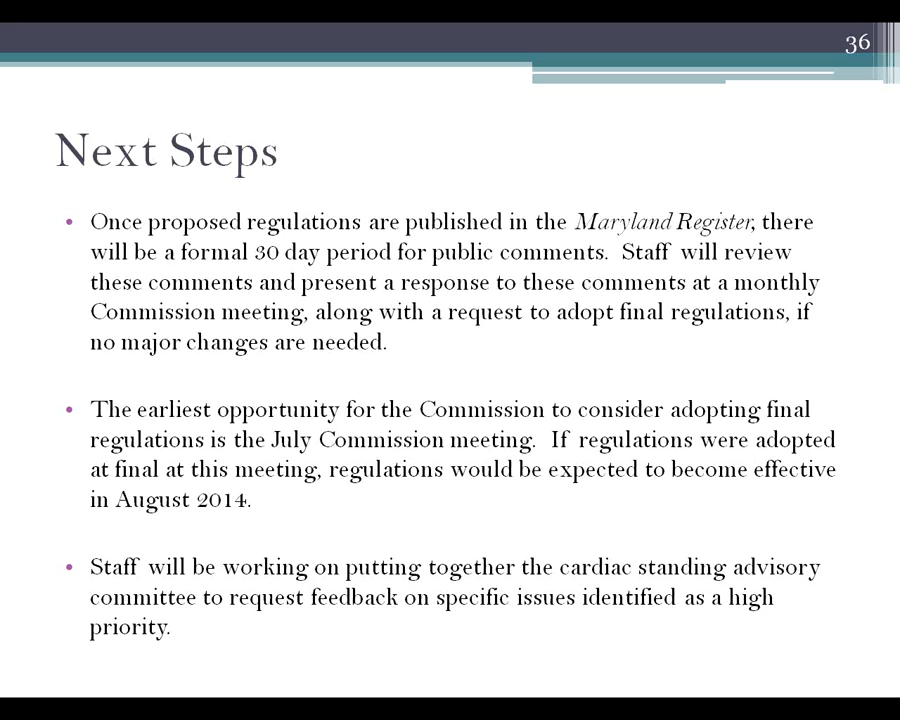 36
Next Steps
• Once proposed regulations are published in the Maryland Register, there
will be a formal 30 day period for public comments.  Staff will review
these comments and present a response to these comments at a monthly
Commission meeting, along with a request to adopt final regulations, if
no major changes are needed.
• The earliest opportunity for the Commission to consider adopting final
regulations is the July Commission meeting.  If regulations were adopted
at final at this meeting, regulations would be expected to become effective
in August 2014.
• Staff will be working on putting together the cardiac standing advisory
committee to request feedback on specific issues identified as a high
priority.